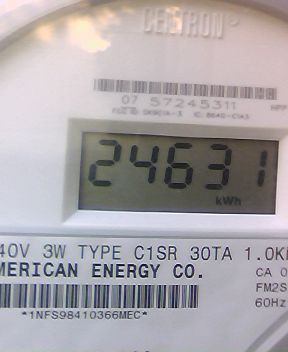 CENTRON®
07 57245311
24631
kWh
40V 3W TYPE C1SR 30TA 1.0K
MERICAN ENERGY CO.
CA 0
FM2S
60Hz
*1NFS98410366MEC*